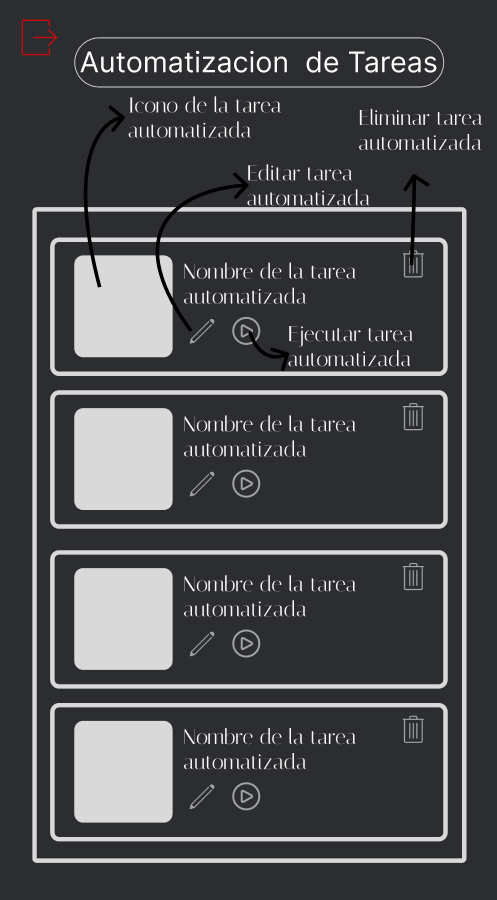 Automatizacion de Tareas
Icono de la tarea
automatizada
Eliminar tarea
automatizada
Editar tarea
automatizada
Nombre de la tarea
automatizada
Ejecutar tarea
automatizada
Nombre de la tarea
automatizada
Nombre de la tarea
automatizada
Nombre de la tarea
automatizada